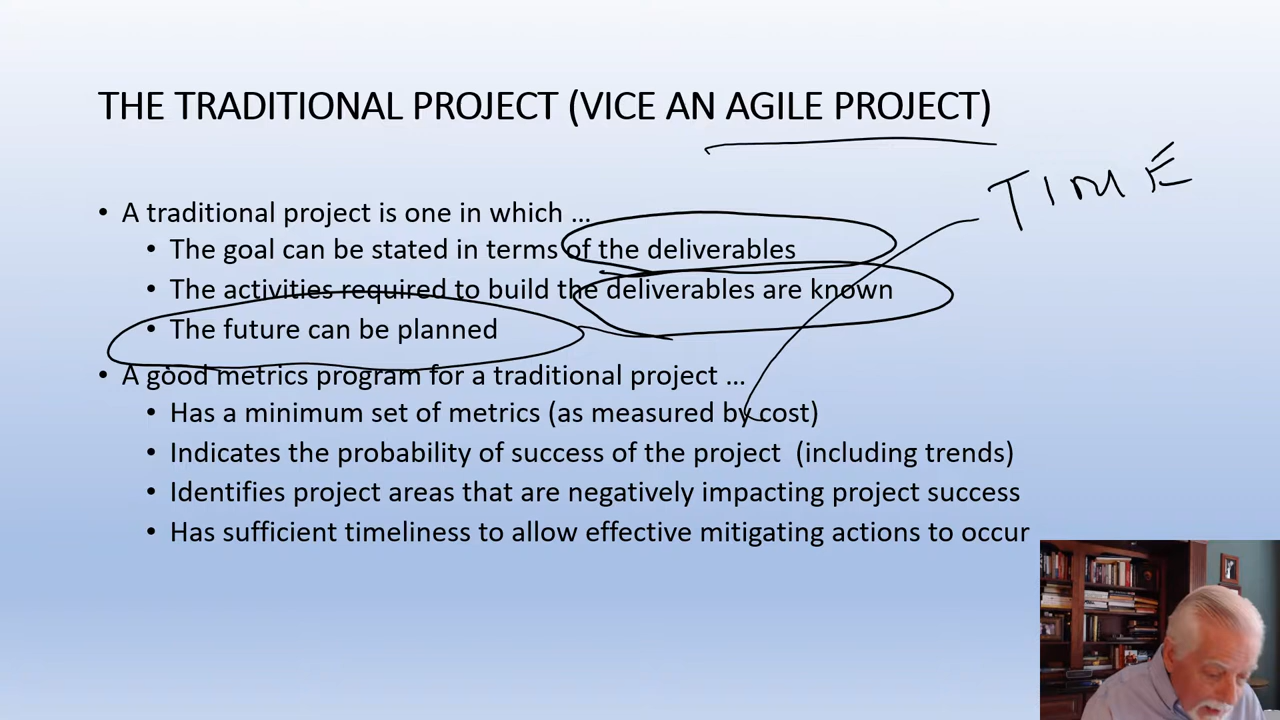 THE TRADITIONAL PROJECT (VICE AN AGILE PROJECT)
TIME
• A traditional project is one in which ...
• The goal can be stated in terms of the deliverables
• The activities required to build the deliverables are known
• The future can be planned
• A good metrics program for a traditional project ...
• Has a minimum set of metrics (as measured by cost)
• Indicates the probability of success of the project (including trends)
• Identifies project areas that are negatively impacting project success
• Has sufficient timeliness to allow effective mitigating actions to occur